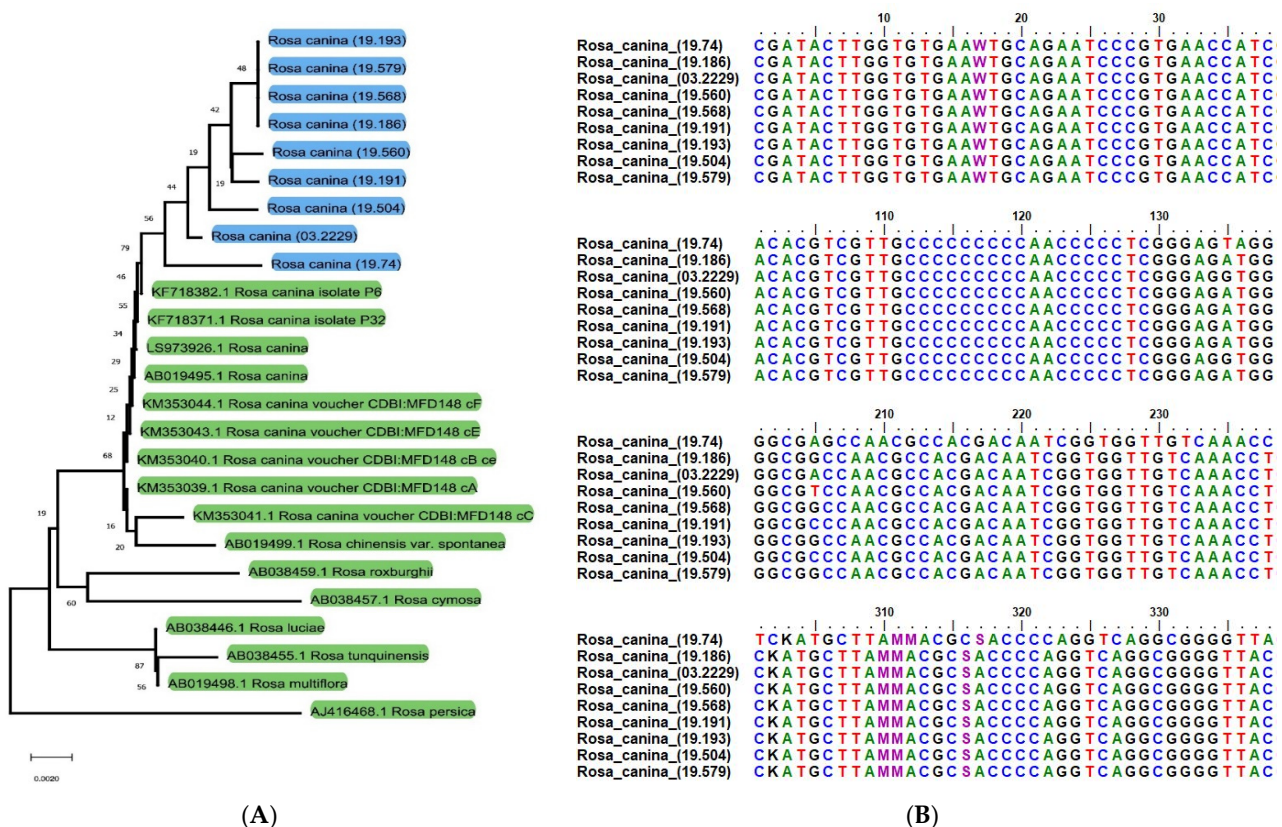 Rosa canina (19.193)
Rosa canina (19.579)
48
Rosa canina (19.568)
42
Rosa canina (19.186)
19
Rosa canina (19.560)
19
Rosa canina (19.191)
44
Rosa canina (19.504)
56
Rosa canina (03.2229)
79
Rosa canina (19.74)
46
KF718382.1 Rosa canina isolate P6
55
KF718371.1 Rosa canina isolate P32
34
LS973926.1 Rosa canina
29
AB019495.1 Rosa canina
25
KM353044.1 Rosa canina voucher CDBI:MFD148 cF
12
KM353043.1 Rosa canina voucher CDBI:MFD148 cE
68
KM353040.1 Rosa canina voucher CDBI:MFD148 cB ce
KM353039.1 Rosa canina voucher CDBI:MFD148 cA
19
KM353041.1 Rosa canina voucher CDBI:MFD148 cC
16
20
AB019499.1 Rosa chinensis var. spontanea
AB038459.1 Rosa roxburghii
60
AB038457.1 Rosa cymosa
AB038446.1 Rosa luciae
87
AB038455.1 Rosa tunquinensis
56
AB019498.1 Rosa multiflora
AJ416468.1 Rosa persica
0.0020
(A)
10 20 30
Rosa_canina_(19.74) CGATACTTGGTGTGAAWTGCAGAATCCCGTGAACCATC
Rosa_canina_(19.186) CGATACTTGGTGTGAAWTGCAGAATCCCGTGAACCATC
Rosa_canina_(03.2229) CGATACTTGGTGTGAAWTGCAGAATCCCGTGAACCATC
Rosa_canina_(19.560) CGATACTTGGTGTGAAWTGCAGAATCCCGTGAACCATC
Rosa_canina_(19.568) CGATACTTGGTGTGAAWTGCAGAATCCCGTGAACCATC
Rosa_canina_(19.191) CGATACTTGGTGTGAAWTGCAGAATCCCGTGAACCATC
Rosa_canina_(19.193) CGATACTTGGTGTGAAWTGCAGAATCCCGTGAACCATC
Rosa_canina_(19.504) CGATACTTGGTGTGAAWTGCAGAATCCCGTGAACCATC
Rosa_canina_(19.579) CGATACTTGGTGTGAAWTGCAGAATCCCGTGAACCATC
110 120 130
Rosa_canina_(19.74) ACACGTCGTTGCCCCCCCCCAACCCCCTCGGGAGTAGG
Rosa_canina_(19.186) ACACGTCGTTGCCCCCCCCCAACCCCCTCGGGAGATGG
Rosa_canina_(03.2229) ACACGTCGTTGCCCCCCCCCAACCCCCTCGGGAGGTGG
Rosa_canina_(19.560) ACACGTCGTTGCCCCCCCCCAACCCCCTCGGGAGATGG
Rosa_canina_(19.568) ACACGTCGTTGCCCCCCCCCAACCCCCTCGGGAGATGG
Rosa_canina_(19.191) ACACGTCGTTGCCCCCCCCCAACCCCCTCGGGAGATGG
Rosa_canina_(19.193) ACACGTCGTTGCCCCCCCCCAACCCCCTCGGGAGATGG
Rosa_canina_(19.504) ACACGTCGTTGCCCCCCCCCAACCCCCTCGGGAGGTGG
Rosa_canina_(19.579) ACACGTCGTTGCCCCCCCCCAACCCCCTCGGGAGATGG
210 220 230
Rosa_canina_(19.74) GGCGAGCCAACGCCACGACAATCGGTGGTTGTCAAACC
Rosa_canina_(19.186) GGCGGCCAACGCCACGACAATCGGTGGTTGTCAAACCT
Rosa_canina_(03.2229) GGCGACCAACGCCACGACAATCGGTGGTTGTCAAACCT
Rosa_canina_(19.560) GGCGTCCAACGCCACGACAATCGGTGGTTGTCAAACCT
Rosa_canina_(19.568) GGCGGCCAACGCCACGACAATCGGTGGTTGTCAAACCT
Rosa_canina_(19.191) GGCGCCCAACGCCACGACAATCGGTGGTTGTCAAACCT
Rosa_canina_(19.193) GGCGGCCAACGCCACGACAATCGGTGGTTGTCAAACCT
Rosa_canina_(19.504) GGCGCCCAACGCCACGACAATCGGTGGTTGTCAAACCT
Rosa_canina_(19.579) GGCGGCCAACGCCACGACAATCGGTGGTTGTCAAACCT
310 320 330
Rosa_canina_(19.74) TCKATGCTTAMMACGCSACCCCAGGTCAGGCGGGGTTA
Rosa_canina_(19.186) CKATGCTTAMMACGCSACCCCAGGTCAGGCGGGGTTAC
Rosa_canina_(03.2229) CKATGCTTAMMACGCSACCCCAGGTCAGGCGGGGTTAC
Rosa_canina_(19.560) CKATGCTTAMMACGCSACCCCAGGTCAGGCGGGGTTAC
Rosa_canina_(19.568) CKATGCTTAMMACGCSACCCCAGGTCAGGCGGGGTTAC
Rosa_canina_(19.191) CKATGCTTAMMACGCSACCCCAGGTCAGGCGGGGTTAC
Rosa_canina_(19.193) CKATGCTTAMMACGCSACCCCAGGTCAGGCGGGGTTAC
Rosa_canina_(19.504) CKATGCTTAMMACGCSACCCCAGGTCAGGCGGGGTTAC
Rosa_canina_(19.579) CKATGCTTAMMACGCSACCCCAGGTCAGGCGGGGTTAC
(B)